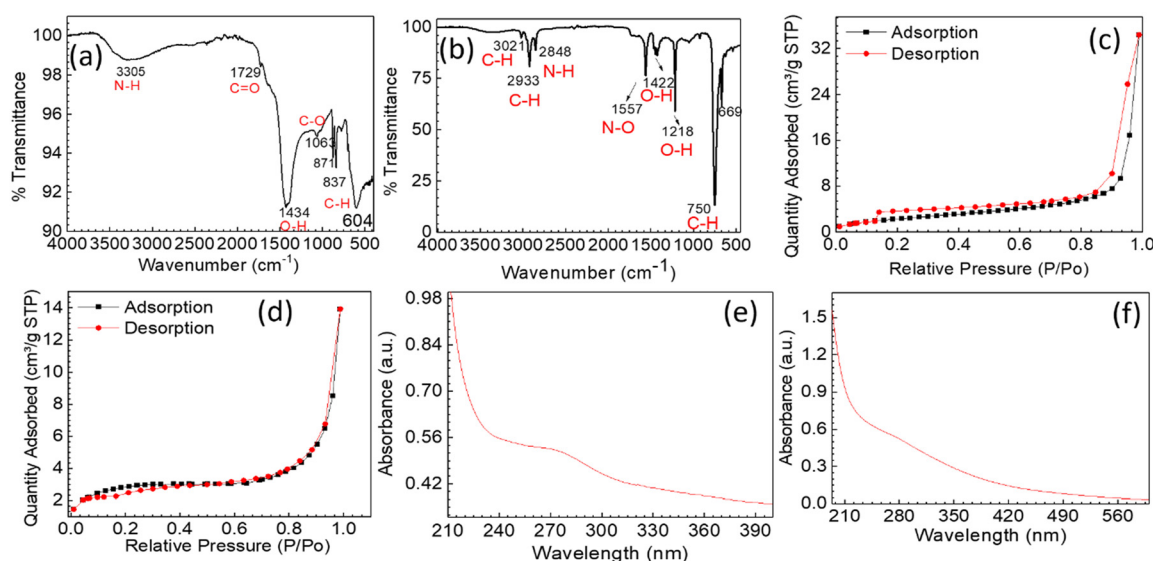 (a)
% Transmittance
100
98
96
94
92
90
3305
N-H
1729
C=O
C-O
1063
871
837
C-H
1434
O-H
604
4000 3000 2000 1000 400
Wavenumber (cm⁻¹)
(b)
% Transmittance
100
75
50
25
0
3021
C-H
2848
N-H
2933
C-H
1422
O-H
1557
N-O
669
1218
O-H
750
C-H
4000 3500 2500 1500 500
Wavenumber (cm⁻¹)
(c)
Adsorption
Desorption
Quantity Adsorbed (cm³/g STP)
32
24
16
8
0
0.0 0.2 0.4 0.6 0.8 1.0
Relative Pressure (P/Po)
(d)
Adsorption
Desorption
Quantity Adsorbed (cm³/g STP)
14
12
10
8
6
4
2
0.0 0.2 0.4 0.6 0.8 1.0
Relative Pressure (P/Po)
(e)
Absorbance (a.u.)
0.98
0.84
0.70
0.56
0.42
210 240 270 300 330 360 390
Wavelength (nm)
(f)
Absorbance (a.u.)
1.5
1.2
0.9
0.6
0.3
0.0
210 280 350 420 490 560
Wavelength (nm)